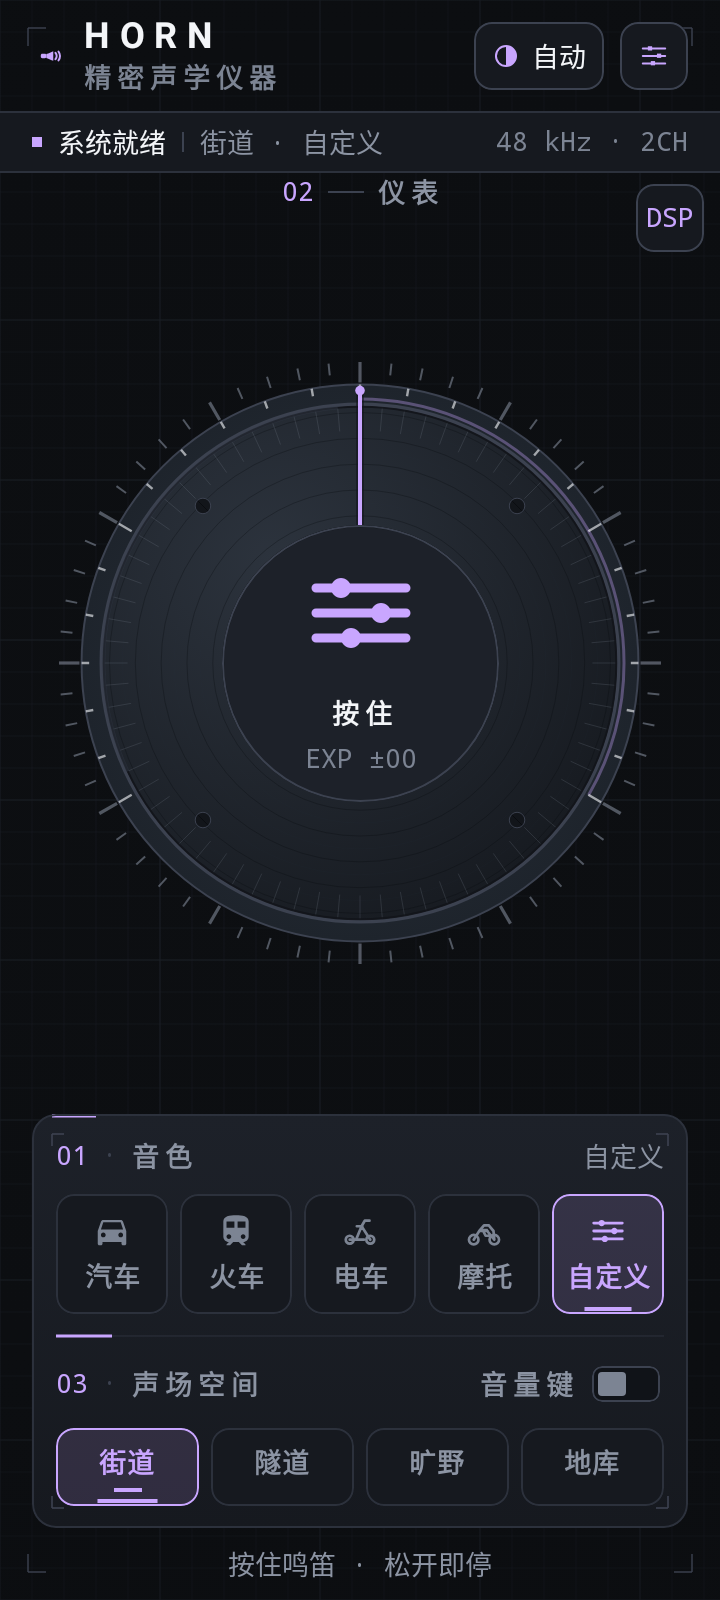 HORN
精密声学仪器
自动
系统就绪 街道 · 自定义 48 kHz · 2CH
02 — 仪表
DSP
按住
EXP ±00
01 · 音色 自定义
汽车 火车 电车 摩托 自定义
03 · 声场空间 音量键
街道 隧道 旷野 地库
按住鸣笛 · 松开即停